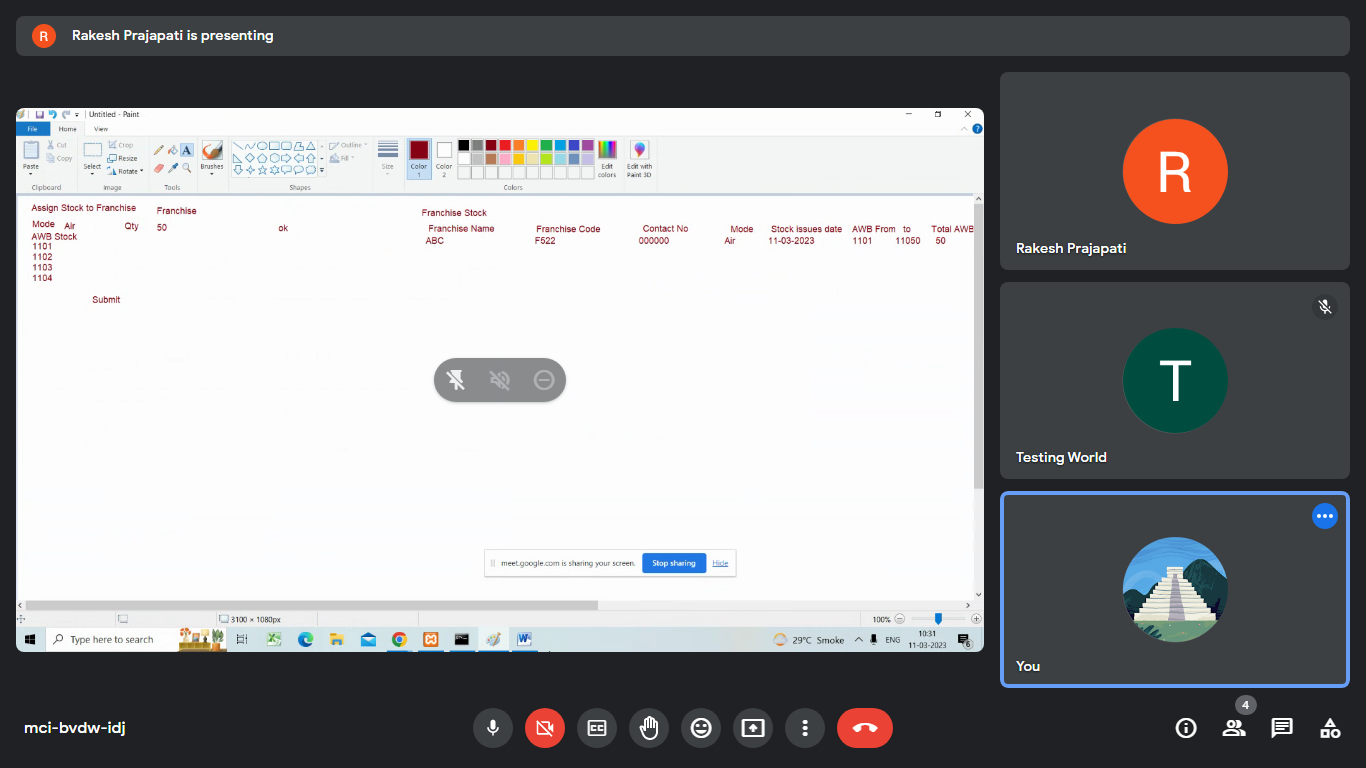 R Rakesh Prajapati is presenting
Untitled - Paint
File Home View
Paste Cut Copy Clipboard
Select Crop Resize Rotate Image
A Tools
Brushes
Outline Fill Shapes
Size
Color 1 Color 2 Edit colors Colors
Edit with Paint 3D
Assign Stock to Franchise Franchise
Mode Air Qty 50 ok
AWB Stock
1101
1102
1103
1104
Submit
Franchise Stock
Franchise Name Franchise Code Contact No Mode Stock issues date AWB From to Total AWB
ABC F522 000000 Air 11-03-2023 1101 11050 50
meet.google.com is sharing your screen. Stop sharing Hide
3100 × 1080px 100%
Type here to search 29°C Smoke ENG 10:31 11-03-2023 6
R
Rakesh Prajapati
T
Testing World
You
mci-bvdw-idj
CC
4